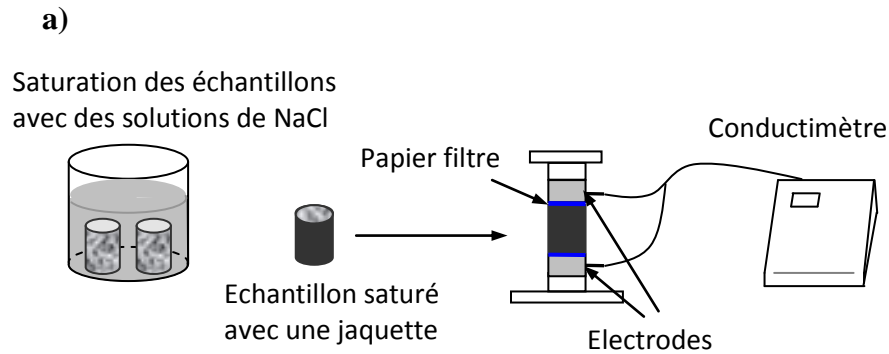 a)
Saturation des échantillons
avec des solutions de NaCl
Papier filtre
Conductimètre
Echantillon saturé
avec une jaquette
Electrodes